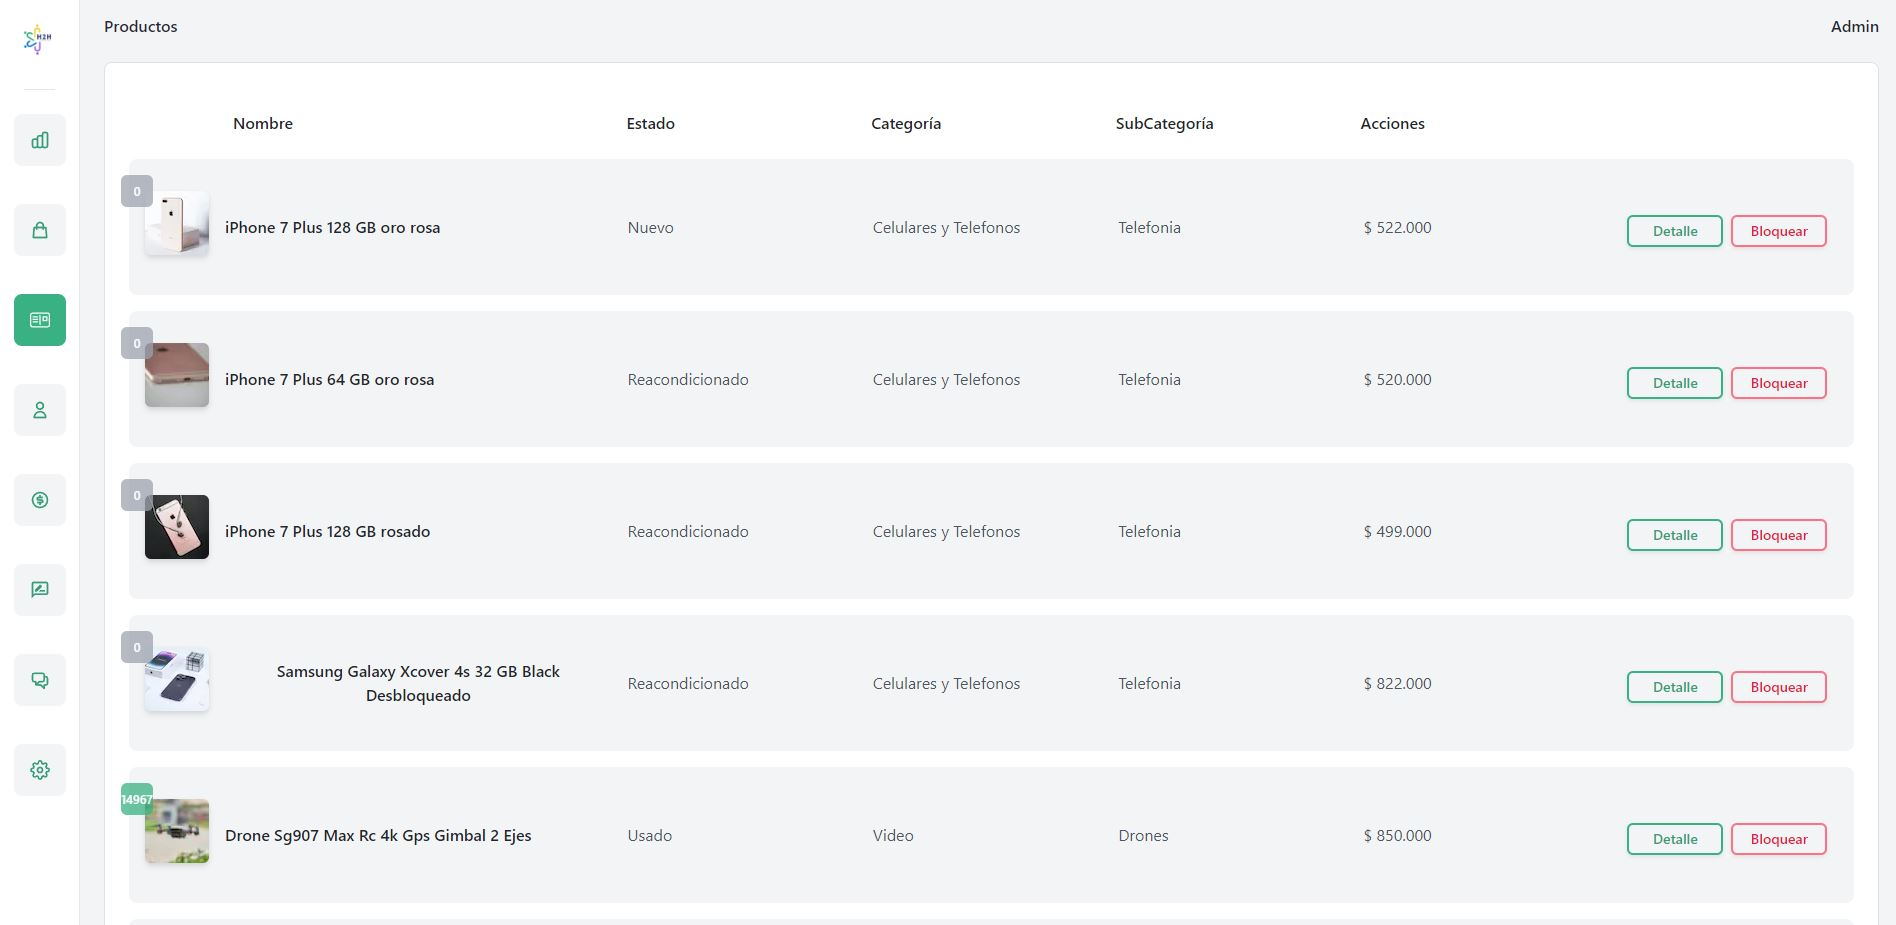 H2H
Productos
Admin
Nombre Estado Categoría SubCategoría Acciones
0
iPhone 7 Plus 128 GB oro rosa Nuevo Celulares y Telefonos Telefonia $ 522.000 Detalle Bloquear
0
iPhone 7 Plus 64 GB oro rosa Reacondicionado Celulares y Telefonos Telefonia $ 520.000 Detalle Bloquear
0
iPhone 7 Plus 128 GB rosado Reacondicionado Celulares y Telefonos Telefonia $ 499.000 Detalle Bloquear
0
Samsung Galaxy Xcover 4s 32 GB Black
Desbloqueado Reacondicionado Celulares y Telefonos Telefonia $ 822.000 Detalle Bloquear
14967
Drone Sg907 Max Rc 4k Gps Gimbal 2 Ejes Usado Video Drones $ 850.000 Detalle Bloquear